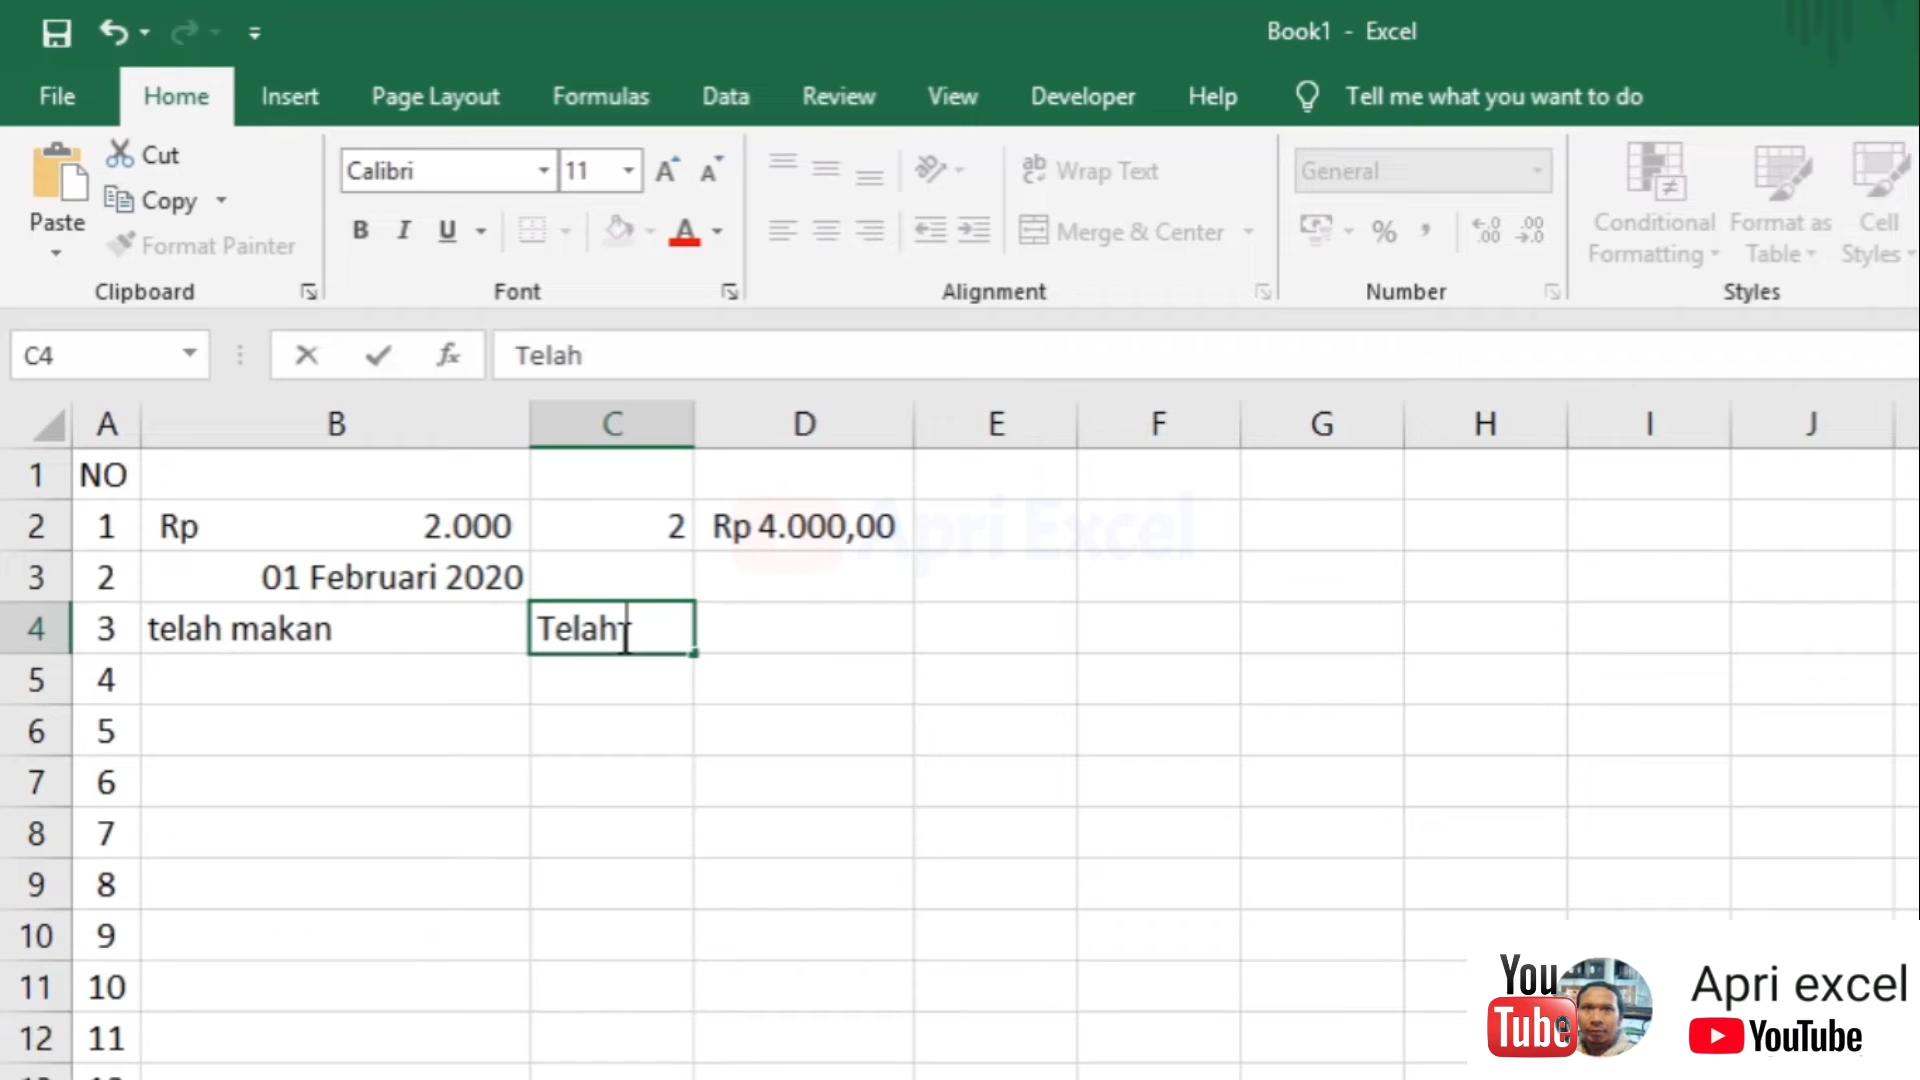 Book1 - Excel
File Home Insert Page Layout Formulas Data Review View Developer Help Tell me what you want to do
Cut
Copy
Paste
Format Painter
Clipboard
Calibri 11
B I U A
Font
ab Wrap Text
Merge & Center
Alignment
General
%
Number
Conditional Formatting
Format as Table
Cell Styles
Styles
C4 fx Telah
A B C D E F G H I J
1 NO
2 1 Rp 2.000 2 Rp 4.000,00
3 2 01 Februari 2020
4 3 telah makan Telah
5 4
6 5
7 6
8 7
9 8
10 9
11 10
12 11
Apri Excel
You
Tube
Apri excel
YouTube